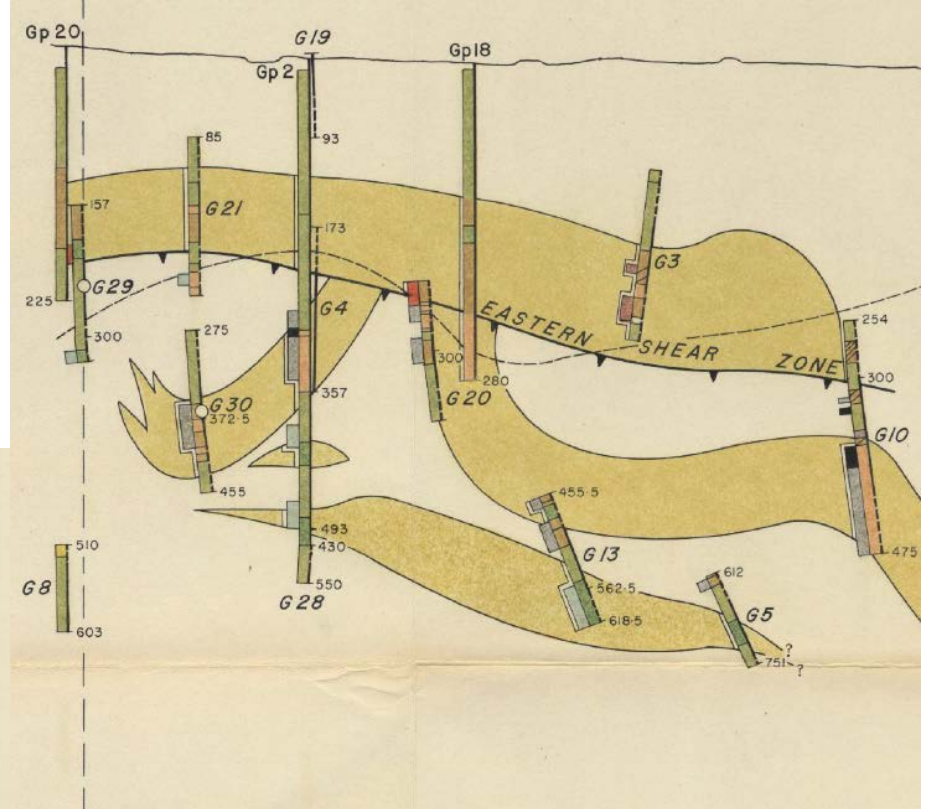 Gp 20
G19
Gp 2
Gp18
85
93
157
G21
173
G3
G29
G4
EASTERN SHEAR ZONE
254
225
300
275
300
280
300
357
G20
G30
372·5
G10
455
455·5
475
493
G13
510
430
550
562·5
612
G8
G28
618·5
G5
603
751
?
?